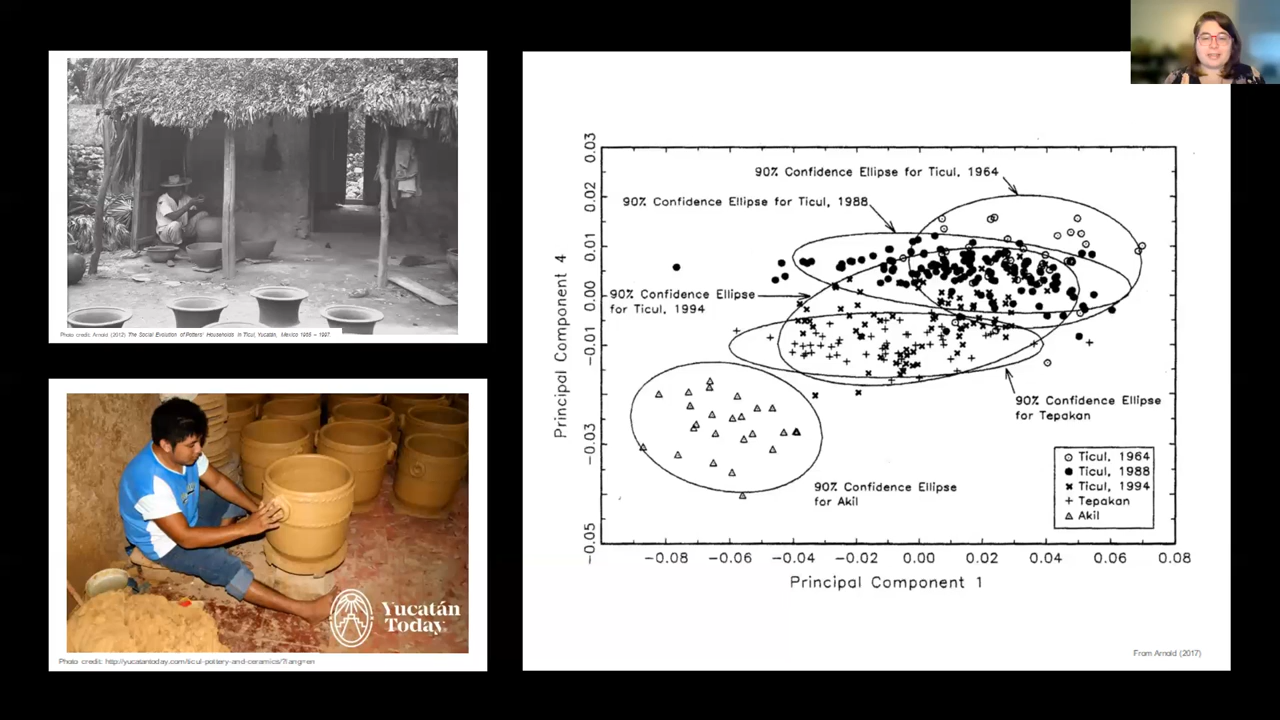 Photo credit: Arnold (2012) The Social Evolution of Potters' Households in Ticul, Yucatán, Mexico 1965 – 1997.
Yucatán
Today
Photo credit: http://yucatantoday.com/ticul-pottery-and-ceramics/?lang=en
90% Confidence Ellipse for Ticul, 1964
90% Confidence Ellipse for Ticul, 1988
90% Confidence Ellipse
for Ticul, 1994
90% Confidence Ellipse
for Tepakan
90% Confidence Ellipse
for Akil
Ticul, 1964
Ticul, 1988
Ticul, 1994
Tepakan
Akil
Principal Component 4
0.03
0.02
0.01
0.00
-0.01
-0.03
-0.05
-0.08
-0.06
-0.04
-0.02
0.00
0.02
0.04
0.06
0.08
Principal Component 1
From Arnold (2017)